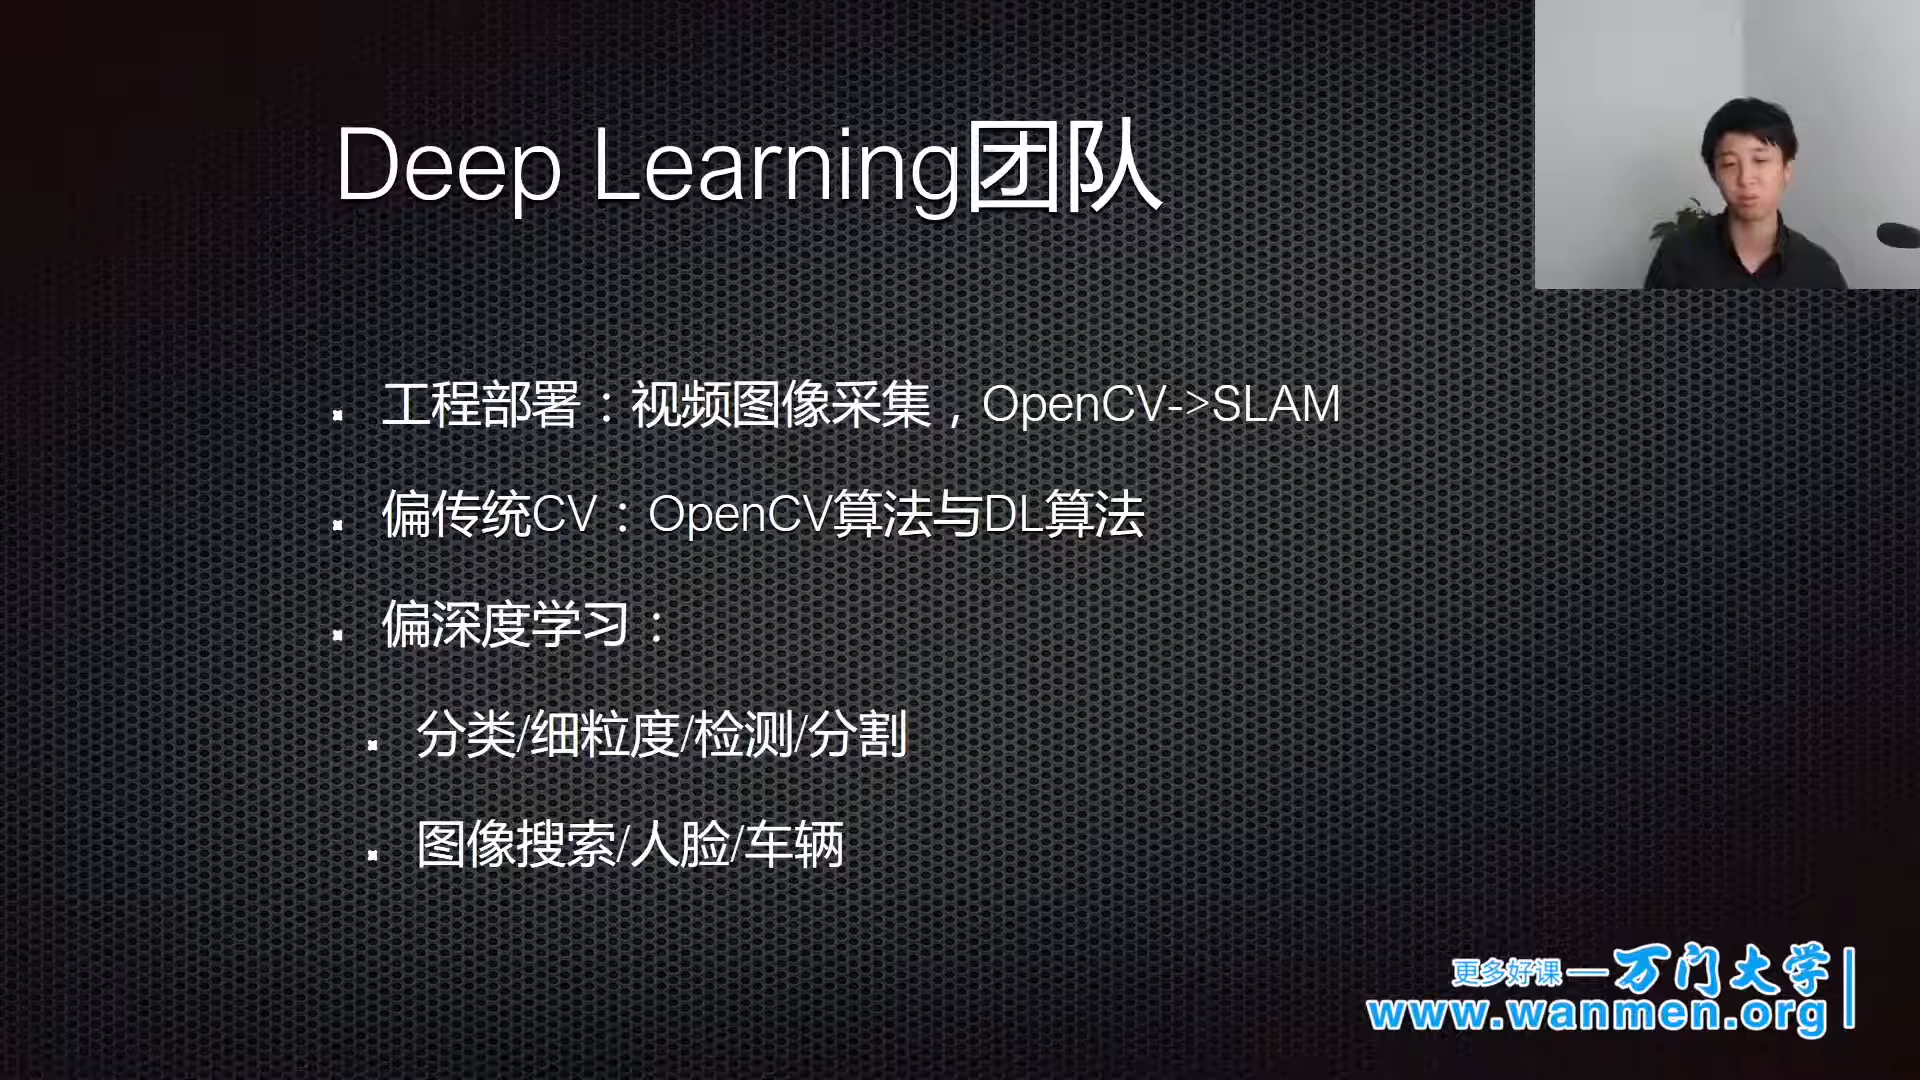 Deep Learning团队
工程部署：视频图像采集，OpenCV->SLAM
偏传统CV：OpenCV算法与DL算法
偏深度学习：
分类/细粒度/检测/分割
图像搜索/人脸/车辆
更多好课—万门大学
www.wanmen.org